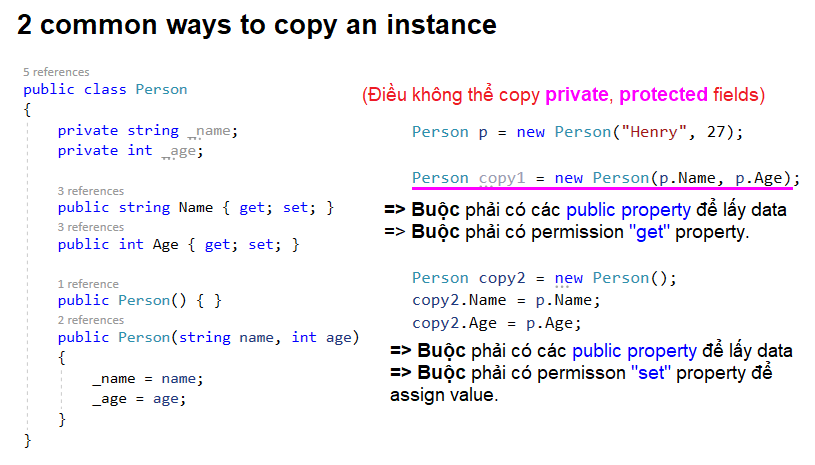 2 common ways to copy an instance
5 references
public class Person
{
private string _name;
private int _age;
3 references
public string Name { get; set; }
3 references
public int Age { get; set; }
1 reference
public Person() { }
2 references
public Person(string name, int age)
{
_name = name;
_age = age;
}
}
(Điều không thể copy private, protected fields)
Person p = new Person("Henry", 27);
Person copy1 = new Person(p.Name, p.Age);
=> Buộc phải có các public property để lấy data
=> Buộc phải có permission "get" property.
Person copy2 = new Person();
copy2.Name = p.Name;
copy2.Age = p.Age;
=> Buộc phải có các public property để lấy data
=> Buộc phải có permisson "set" property để
assign value.